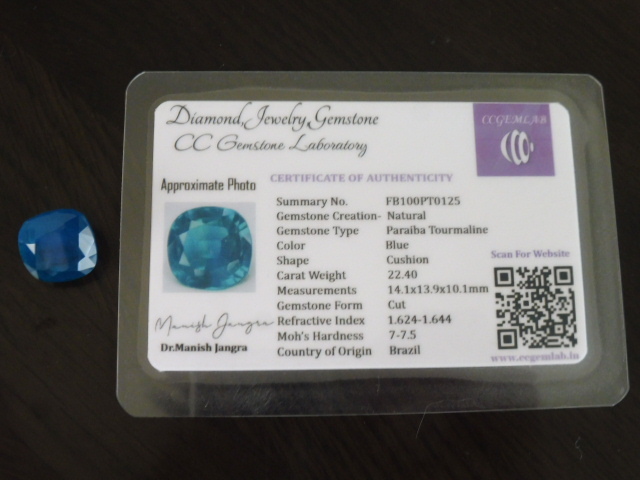 Diamond, Jewelry, Gemstone
CC Gemstone Laboratory
CCGEMLAB
CERTIFICATE OF AUTHENTICITY
Approximate Photo
Summary No. FB100PT0125
Gemstone Creation- Natural
Gemstone Type Paraiba Tourmaline
Color Blue
Shape Cushion
Carat Weight 22.40
Measurements 14.1x13.9x10.1mm
Gemstone Form Cut
Refractive Index 1.624-1.644
Moh's Hardness 7-7.5
Country of Origin Brazil
Manish Jangra
Dr.Manish Jangra
Scan For Website
www.ccgemlab.in